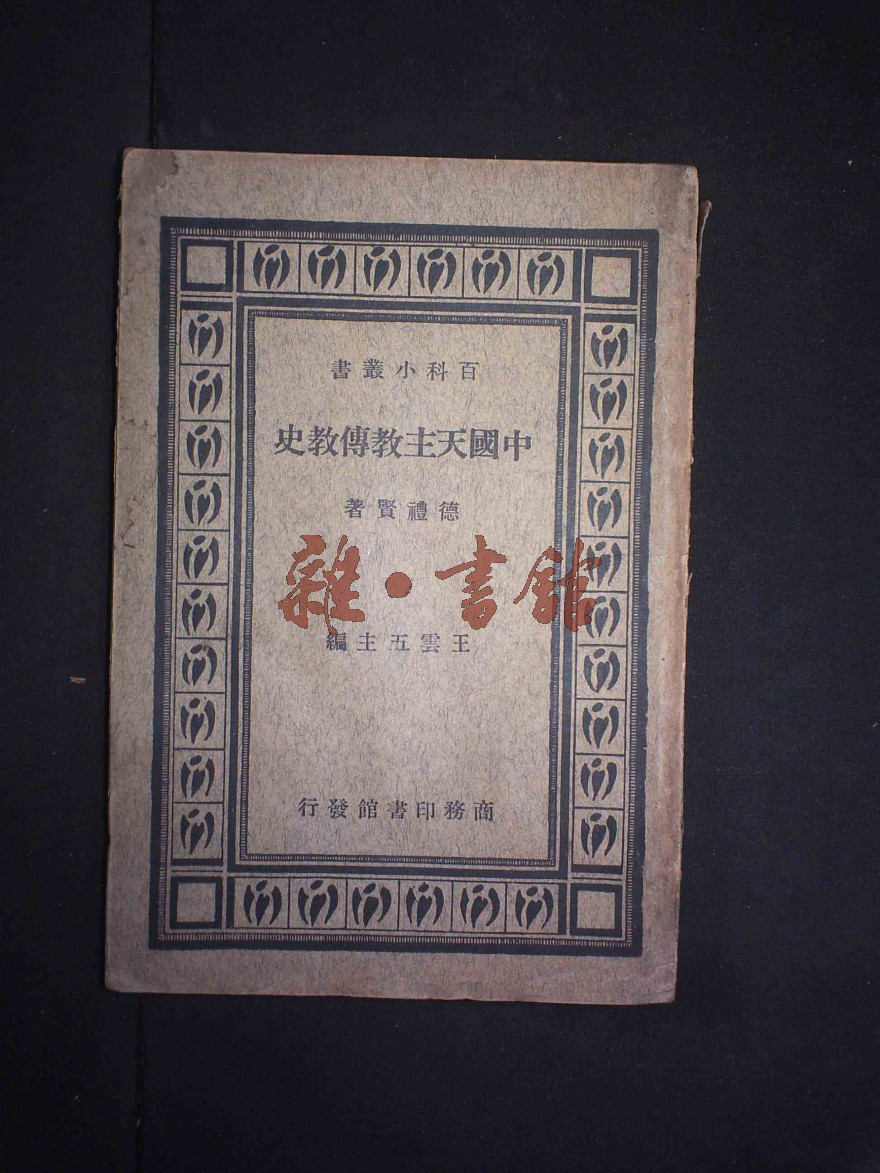 百科小叢書
中國天主教傳教史
德禮賢著
雜·書館
王雲五主編
商務印書館發行